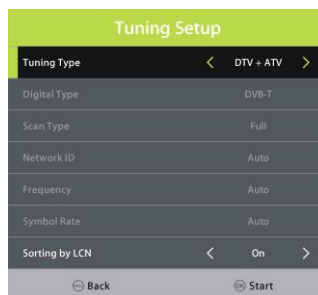 Tuning Setup
Tuning Type < DTV + ATV >
Digital Type DVB-T
Scan Type Full
Network ID Auto
Frequency Auto
Symbol Rate Auto
Sorting by LCN < On >
Back Start